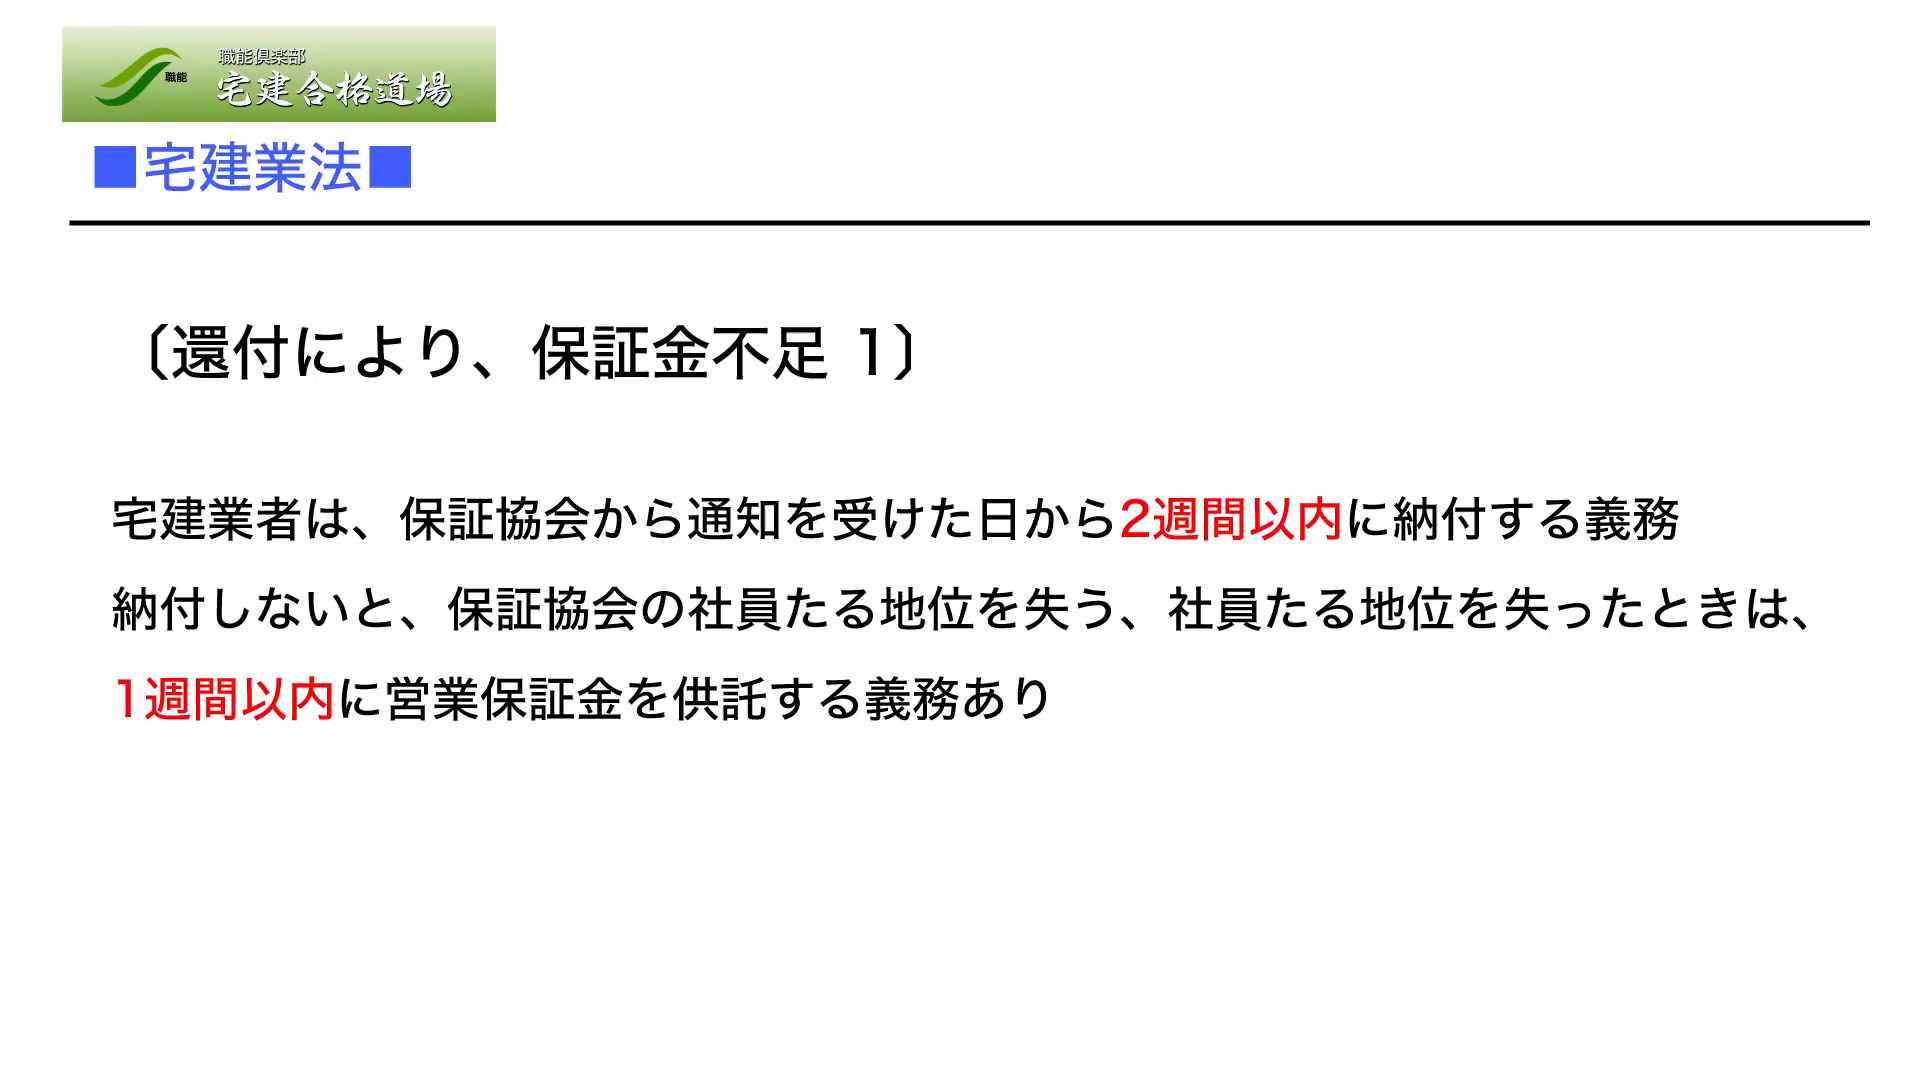 職能
職能倶楽部
宅建合格道場
■宅建業法■
〔還付により、保証金不足 1〕
宅建業者は、保証協会から通知を受けた日から2週間以内に納付する義務
納付しないと、保証協会の社員たる地位を失う、社員たる地位を失ったときは、
1週間以内に営業保証金を供託する義務あり